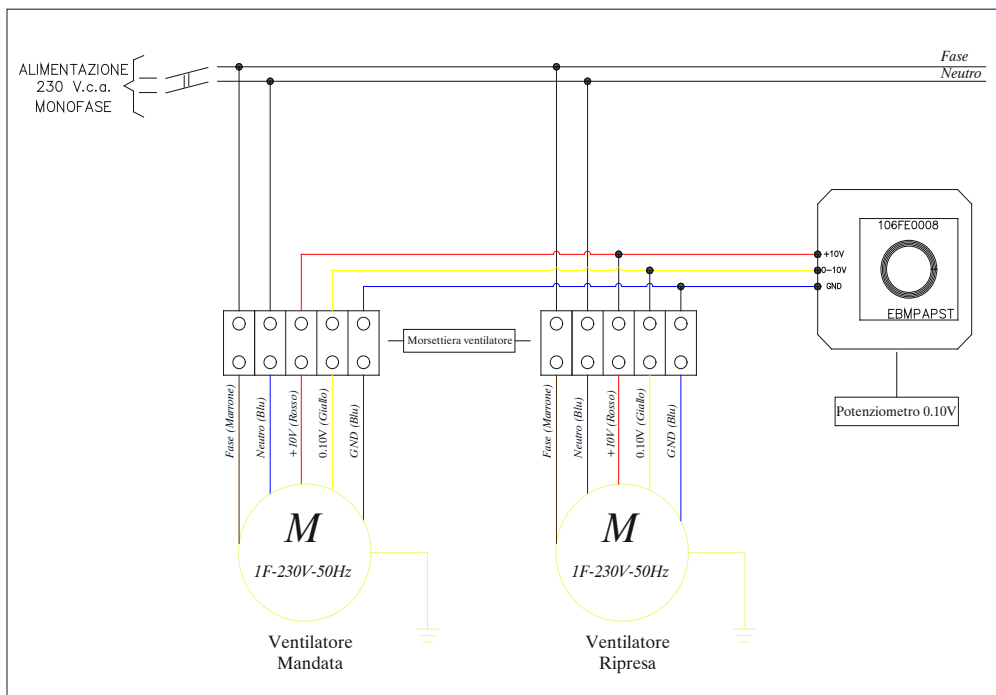 ALIMENTAZIONE
230 V.c.a.
MONOFASE
Fase
Neutro
106FE0008
+10V
0-10V
GND
EBMPAPST
Morsettiera ventilatore
Potenziometro 0.10V
Fase (Marrone)
Neutro (Blu)
+10V (Rosso)
0.10V (Giallo)
GND (Blu)
Fase (Marrone)
Neutro (Blu)
+10V (Rosso)
0.10V (Giallo)
GND (Blu)
M
1F-230V-50Hz
M
1F-230V-50Hz
Ventilatore
Mandata
Ventilatore
Ripresa